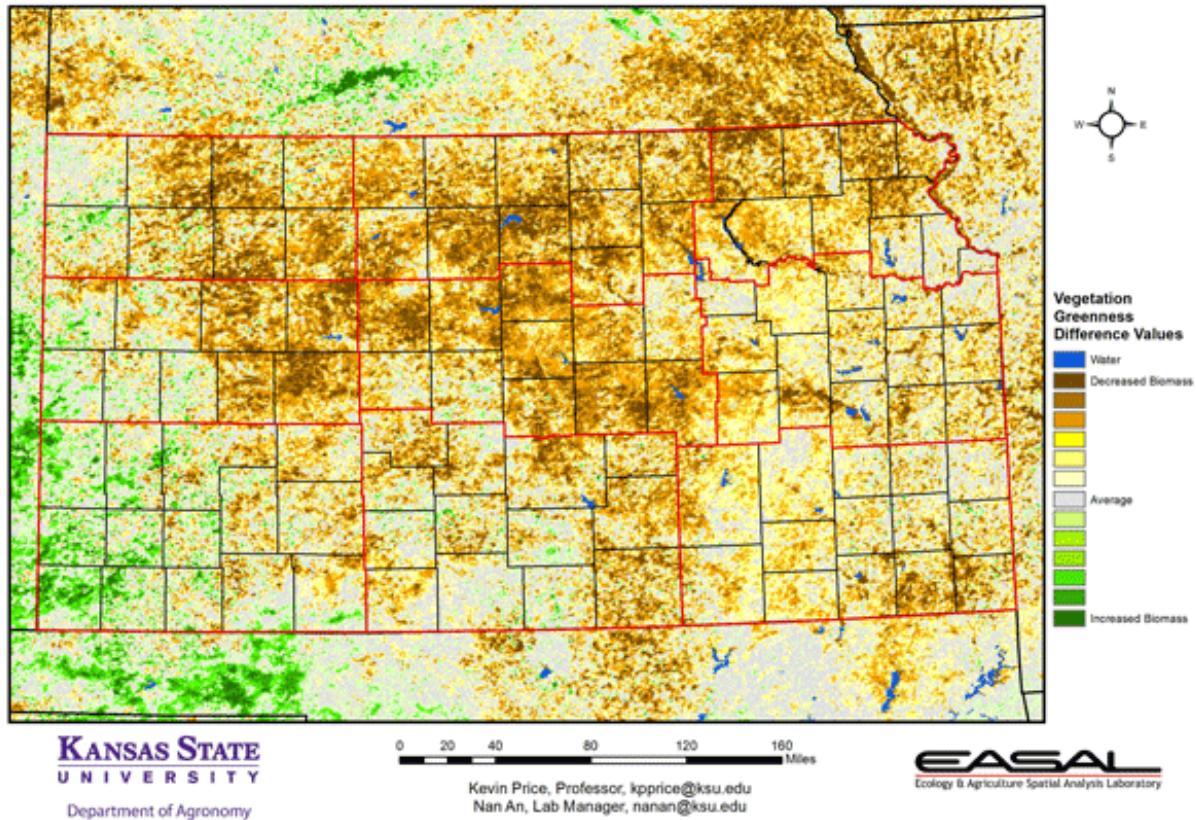 N
W
E
S
Vegetation
Greenness
Difference Values
Water
Decreased Biomass
Average
Increased Biomass
KANSAS STATE
UNIVERSITY
Department of Agronomy
0 20 40 80 120 160
Miles
Kevin Price, Professor, kpprice@ksu.edu
Nan An, Lab Manager, nanan@ksu.edu
EASAL
Ecology & Agriculture Spatial Analysis Laboratory